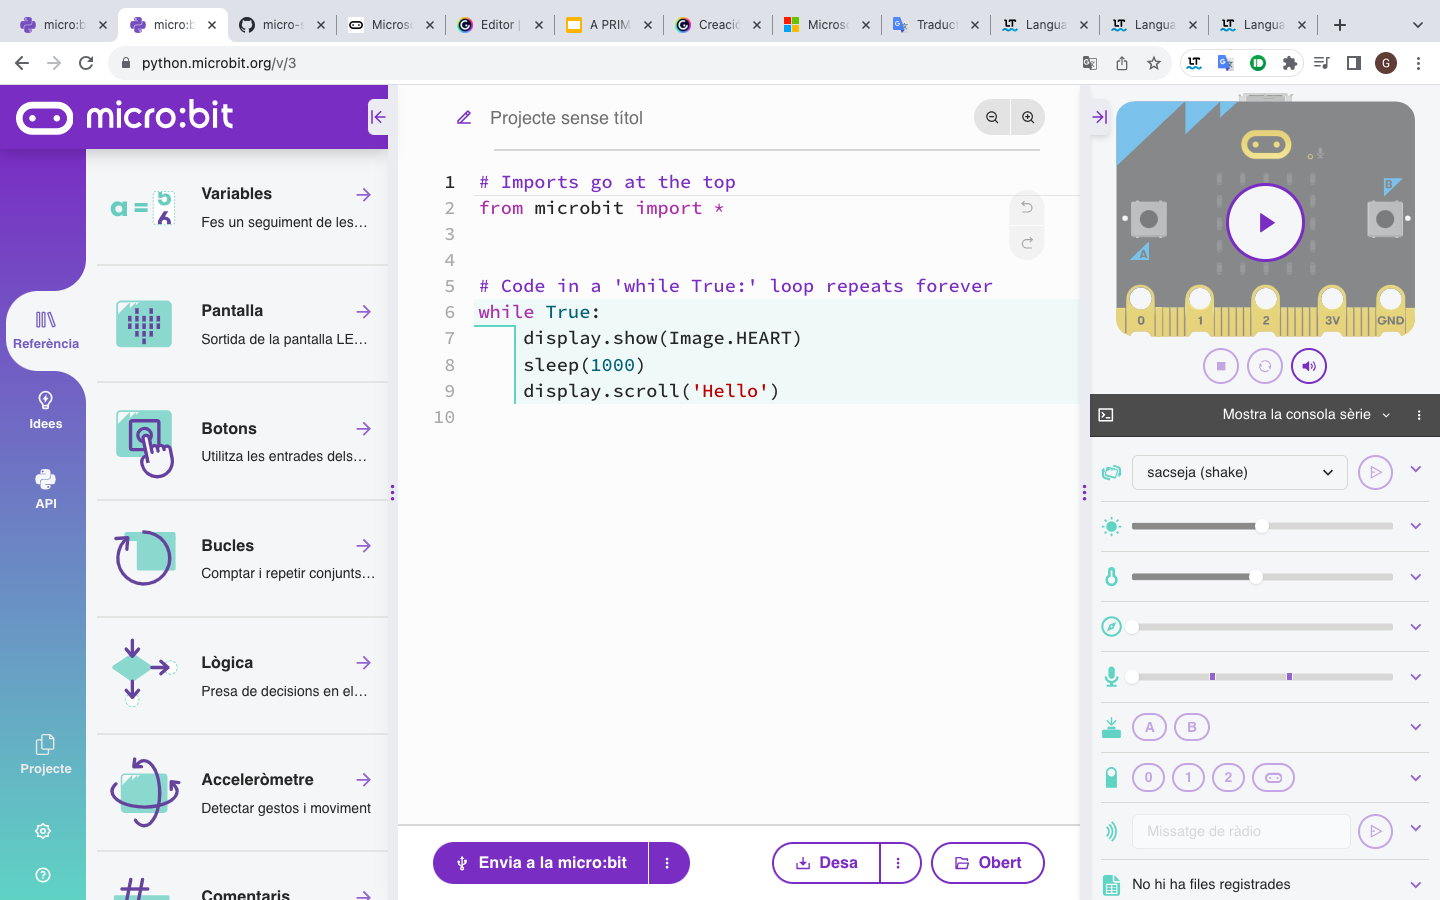 micro:b
micro:b
micro-s
Microso
Editor |
A PRIM
Creació
Microso
Traduct
Langua
Langua
Langua
python.microbit.org/v/3
G
micro:bit
Referència
Idees
API
Projecte
Variables
Fes un seguiment de les…
Pantalla
Sortida de la pantalla LE…
Botons
Utilitza les entrades dels…
Bucles
Comptar i repetir conjunts…
Lògica
Presa de decisions en el…
Acceleròmetre
Detectar gestos i moviment
Comentaris
Projecte sense títol
1 # Imports go at the top
2 from microbit import *
3
4
5 # Code in a 'while True:' loop repeats forever
6 while True:
7 display.show(Image.HEART)
8 sleep(1000)
9 display.scroll('Hello')
10
Envia a la micro:bit
Desa
Obert
A
B
0 1 2 3V GND
Mostra la consola sèrie
sacseja (shake)
A B
0 1 2
Missatge de ràdio
No hi ha files registrades